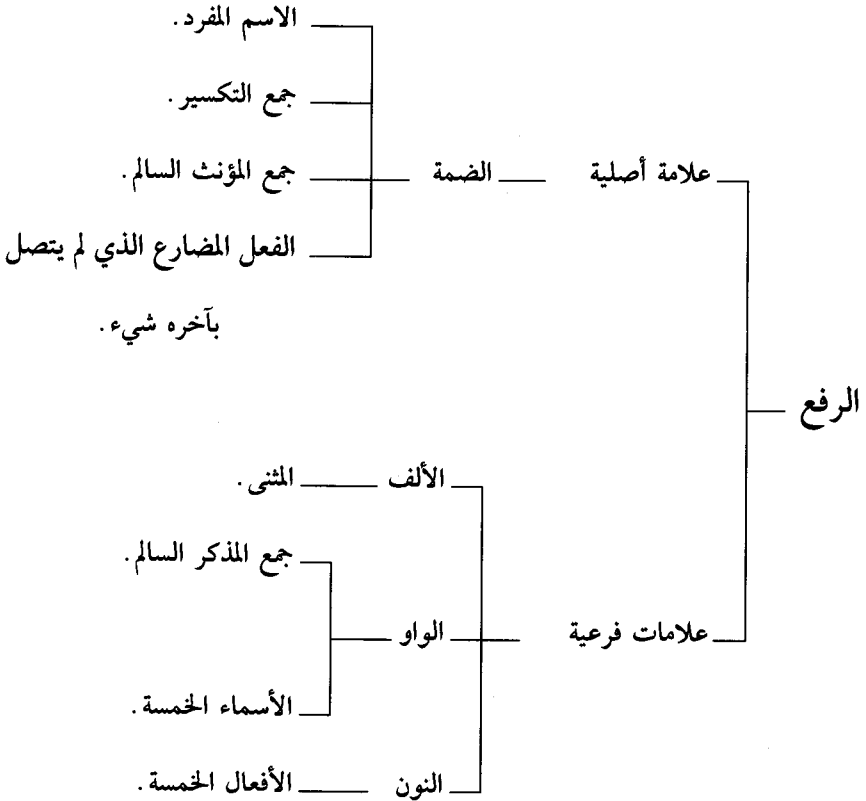 الاسم المفرد.
جمع التكسير.
علامة أصلية
الضمة
جمع المؤنث السالم.
الفعل المضارع الذي لم يتصل
بآخره شيء.
الرفع
الألف
المثنى.
جمع المذكر السالم.
علامات فرعية
الواو
الأسماء الخمسة.
النون
الأفعال الخمسة.